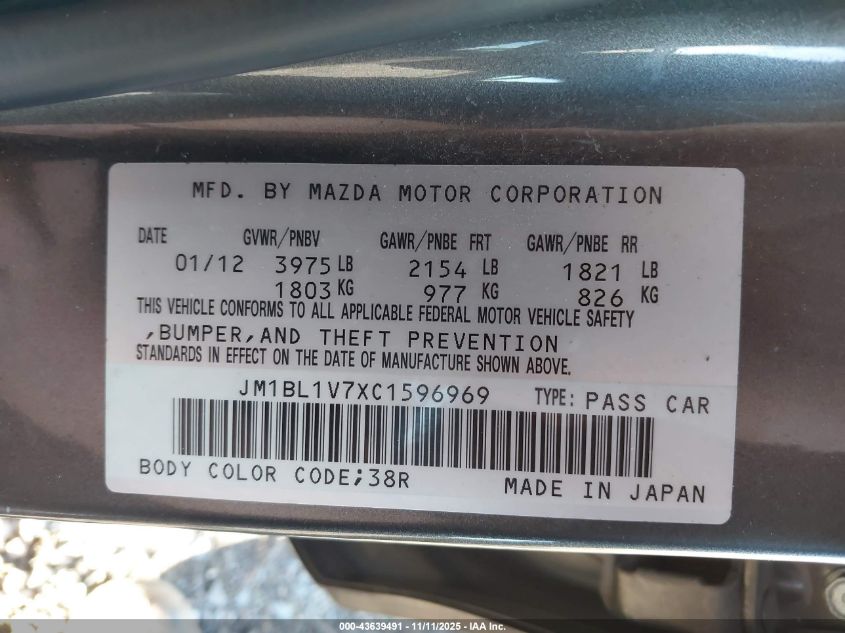 MFD. BY MAZDA MOTOR CORPORATION
DATE GVWR/PNBV GAWR/PNBE FRT GAWR/PNBE RR
01/12 3975 LB 2154 LB 1821 LB
1803 KG 977 KG 826 KG
THIS VEHICLE CONFORMS TO ALL APPLICABLE FEDERAL MOTOR VEHICLE SAFETY
,BUMPER,AND THEFT PREVENTION
STANDARDS IN EFFECT ON THE DATE OF MANUFACTURE SHOWN ABOVE.
JM1BL1V7XC1596969 TYPE: PASS CAR
BODY COLOR CODE;38R
MADE IN JAPAN
000-43639491 - 11/11/2025 - IAA Inc.